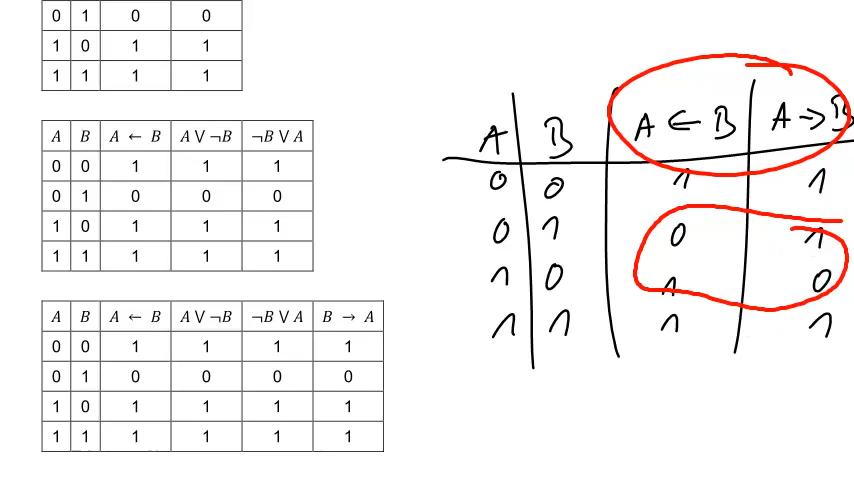 0 1 0 0
1 0 1 1
1 1 1 1
A B A ← B A ∨ ¬B ¬B ∨ A
0 0 1 1 1
0 1 0 0 0
1 0 1 1 1
1 1 1 1 1
A B A ← B A ∨ ¬B ¬B ∨ A B → A
0 0 1 1 1 1
0 1 0 0 0 0
1 0 1 1 1 1
1 1 1 1 1 1
A B A ← B A → B
0 0 1 1
0 1 0 1
1 0 1 0
1 1 1 1